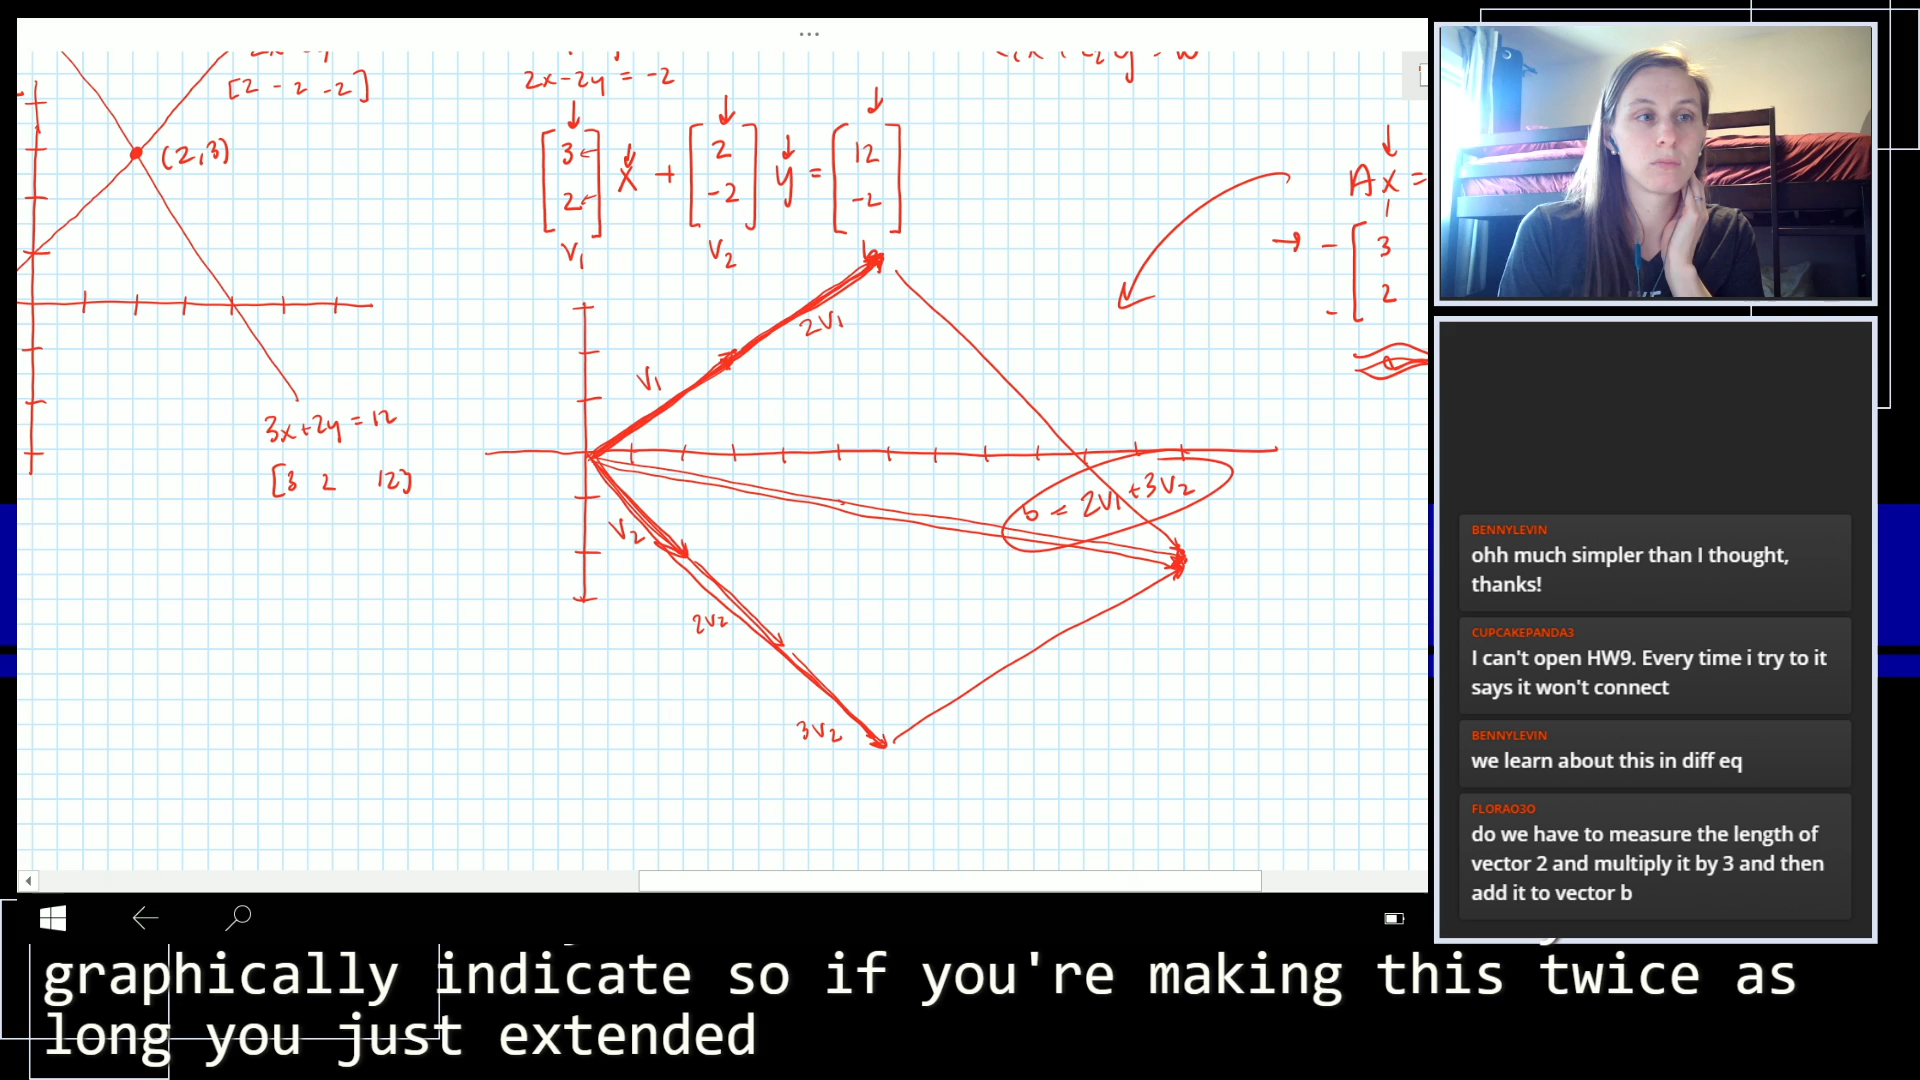 [2 -2 -2]
(2,3)
3x+2y=12
[3 2 12]
2x-2y = -2
3 2 12
x + y =
2 -2 -2
V1 V2 b
V1
2V1
V2
2V2
3V2
b = 2V1+3V2
Ax=
3
2
BENNYLEVIN
ohh much simpler than I thought,
thanks!
CUPCAKEPANDA3
I can't open HW9. Every time i try to it
says it won't connect
BENNYLEVIN
we learn about this in diff eq
FLORAO3O
do we have to measure the length of
vector 2 and multiply it by 3 and then
add it to vector b
graphically indicate so if you're making this twice as
long you just extended